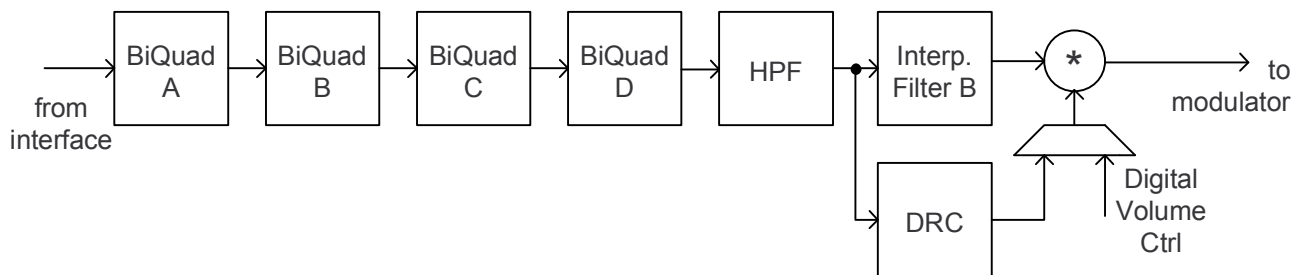 from
interface
BiQuad
A
BiQuad
B
BiQuad
C
BiQuad
D
HPF
Interp.
Filter B
*
to
modulator
DRC
Digital
Volume
Ctrl